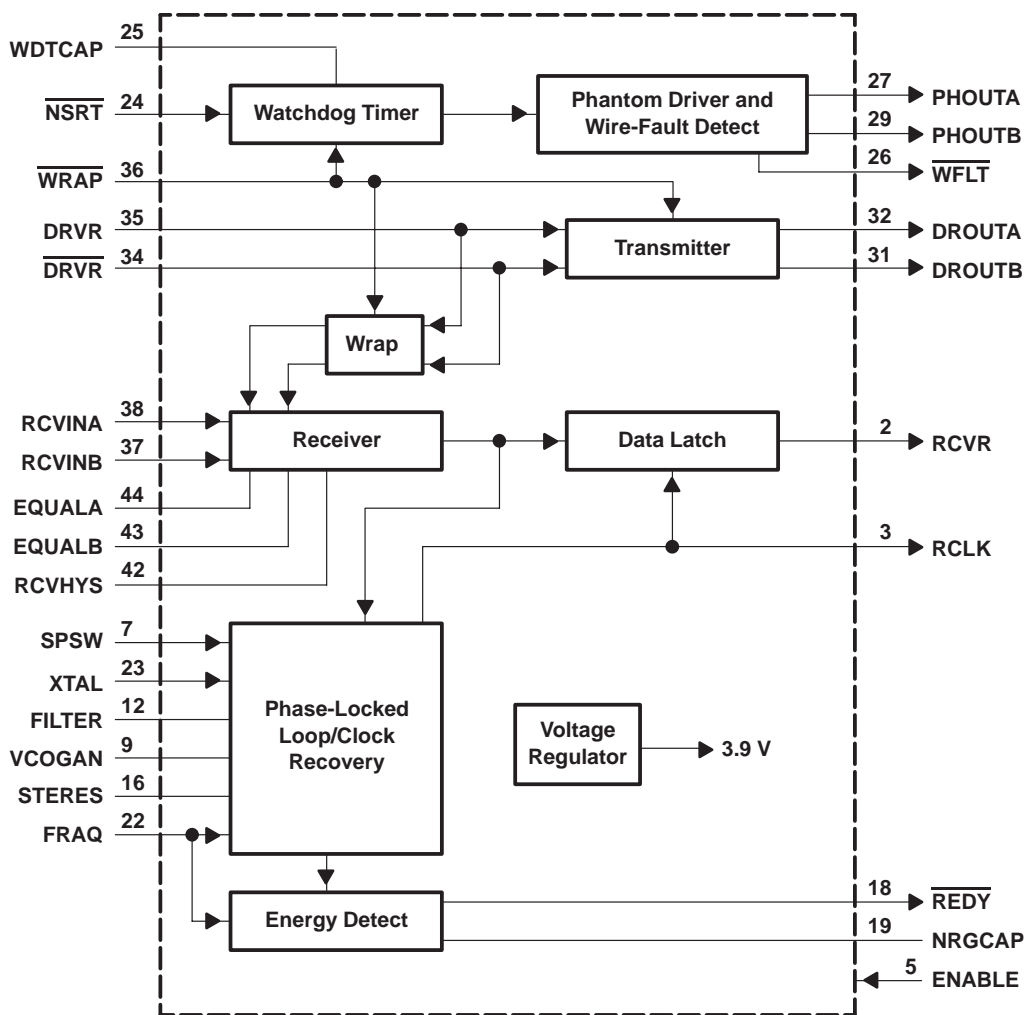 WDTCAP 25
NSRT 24
WRAP 36
DRVR 35
DRVR 34
Watchdog Timer
Phantom Driver and
Wire-Fault Detect
27 PHOUTA
29 PHOUTB
26 WFLT
Transmitter
32 DROUTA
31 DROUTB
Wrap
RCVINA 38
RCVINB 37
EQUALA 44
EQUALB 43
RCVHYS 42
Receiver
Data Latch
2 RCVR
3 RCLK
SPSW 7
XTAL 23
FILTER 12
VCOGAN 9
STERES 16
FRAQ 22
Phase-Locked
Loop/Clock
Recovery
Voltage
Regulator
3.9 V
Energy Detect
18 REDY
19 NRGCAP
5 ENABLE